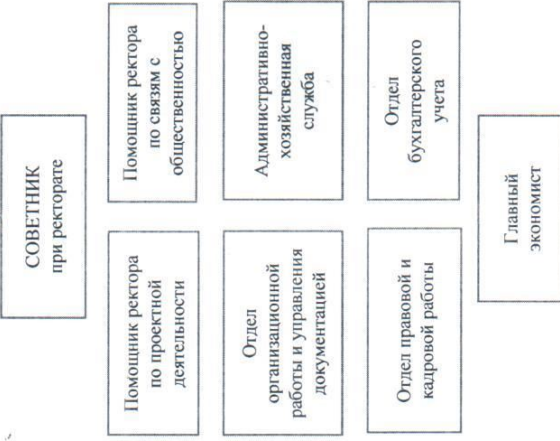 СОВЕТНИК
при ректорате
Помощник ректора
по проектной
деятельности
Помощник ректора
по связям с
общественностью
Отдел
организационной
работы и управления
документацией
Административно-
хозяйственная
служба
Отдел правовой и
кадровой работы
Отдел
бухгалтерского
учета
Главный
экономист